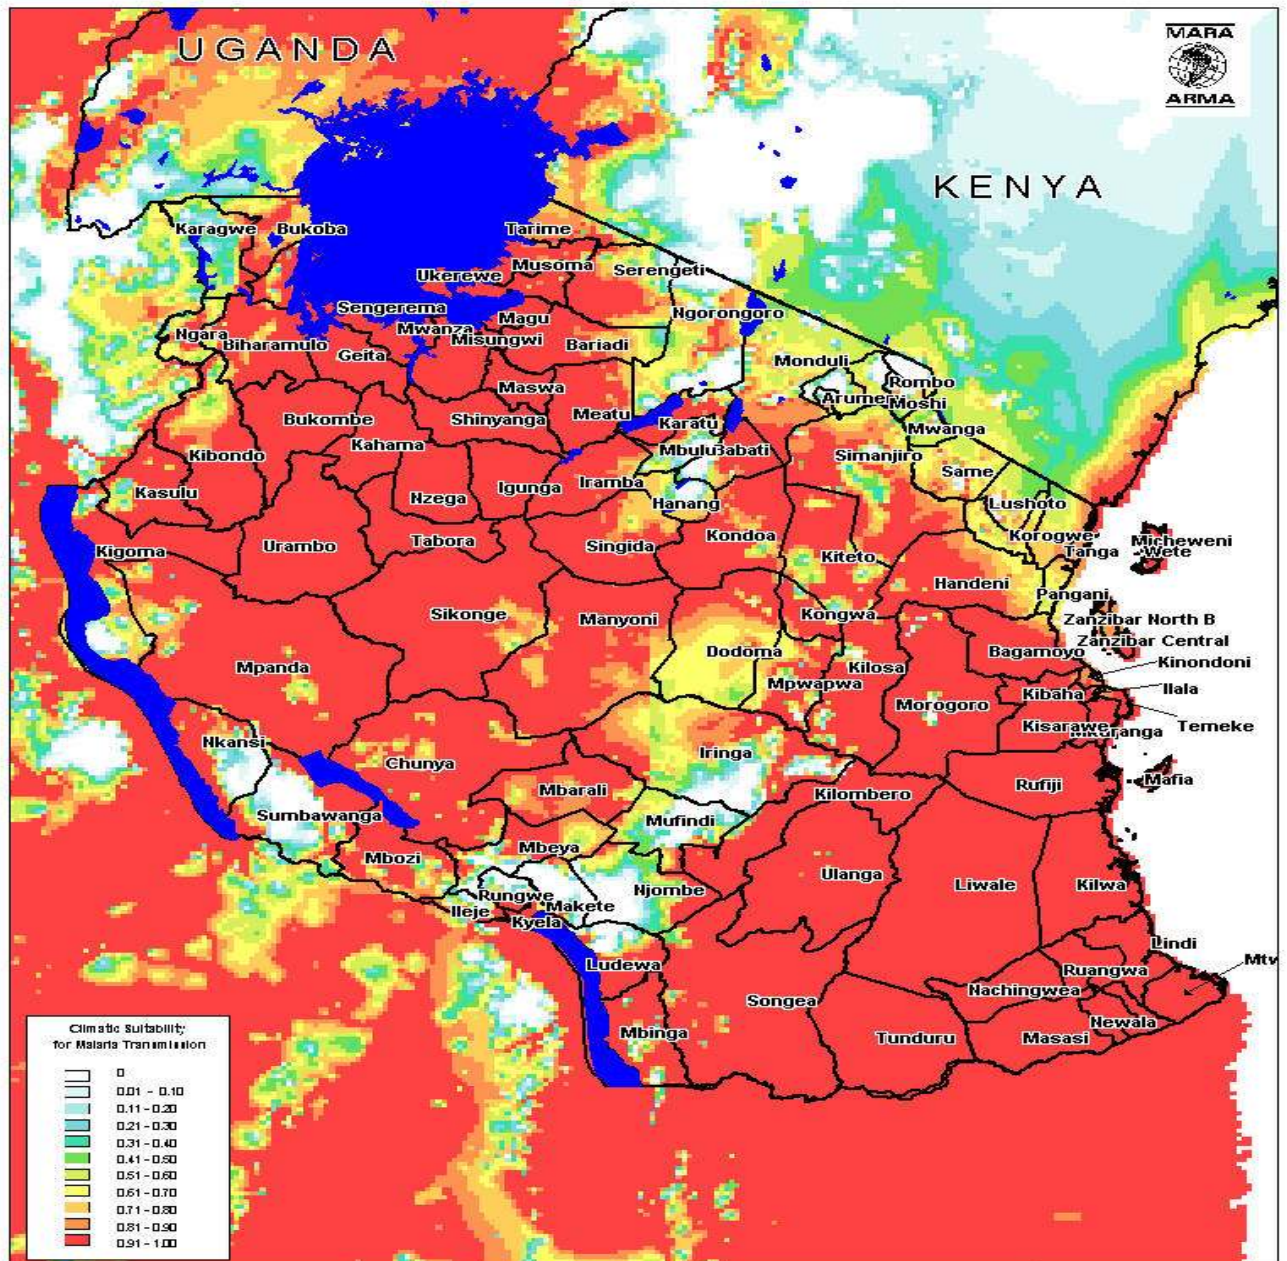 UGANDA
MARA
ARMA
KENYA
Karagwe
Bukoba
Tarime
Musoma
Serengeti
Ukerewe
Sengerema
Magu
Ngorongoro
Mwanza
Misungwi
Ngara
Biharamulo
Geita
Bariadi
Monduli
Rombo
Arume
Moshi
Maswa
Bukombe
Shinyanga
Meatu
Karatu
Mwanga
Kahama
Mbulu
Babati
Simanjiro
Kibondo
Same
Kasulu
Nzega
Igunga
Iramba
Hanang
Lushoto
Kigoma
Urambo
Tabora
Singida
Kondoa
Kiteto
Korogwe
Tanga
Micheweni
Wete
Handeni
Pangani
Sikonge
Manyoni
Kongwa
Zanzibar North B
Zanzibar Central
Mpanda
Dodoma
Kilosa
Bagamoyo
Kinondoni
Mpwapwa
Morogoro
Kibaha
Ilala
Nkansi
Kisarawe
Temeke
Chunya
Iringa
Mbarali
Kilombero
Rufiji
Mafia
Sumbawanga
Mufindi
Mbozi
Mbeya
Ulanga
Liwale
Kilwa
Rungwe
Njombe
Ileje
Makete
Kyela
Lindi
Ludewa
Ruangwa
Mtv
Songea
Nachingwea
Mbinga
Newala
Tunduru
Masasi
Climatic Suitability
for Malaria Transmission
0
0.01 - 0.10
0.11 - 0.20
0.21 - 0.30
0.31 - 0.40
0.41 - 0.50
0.51 - 0.60
0.61 - 0.70
0.71 - 0.80
0.81 - 0.90
0.91 - 1.00